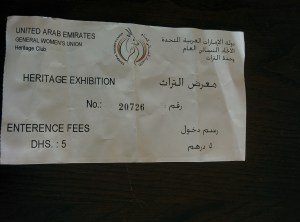 UNITED ARAB EMIRATES
GENERAL WOMEN'S UNION
Heritage Club
دولة الإمارات العربية المتحدة
الاتحاد النسائي العام
HERITAGE EXHIBITION
معرض التراث
No.: 20726 رقم
ENTERENCE FEES
رسم دخول
DHS. : 5
٥ درهم